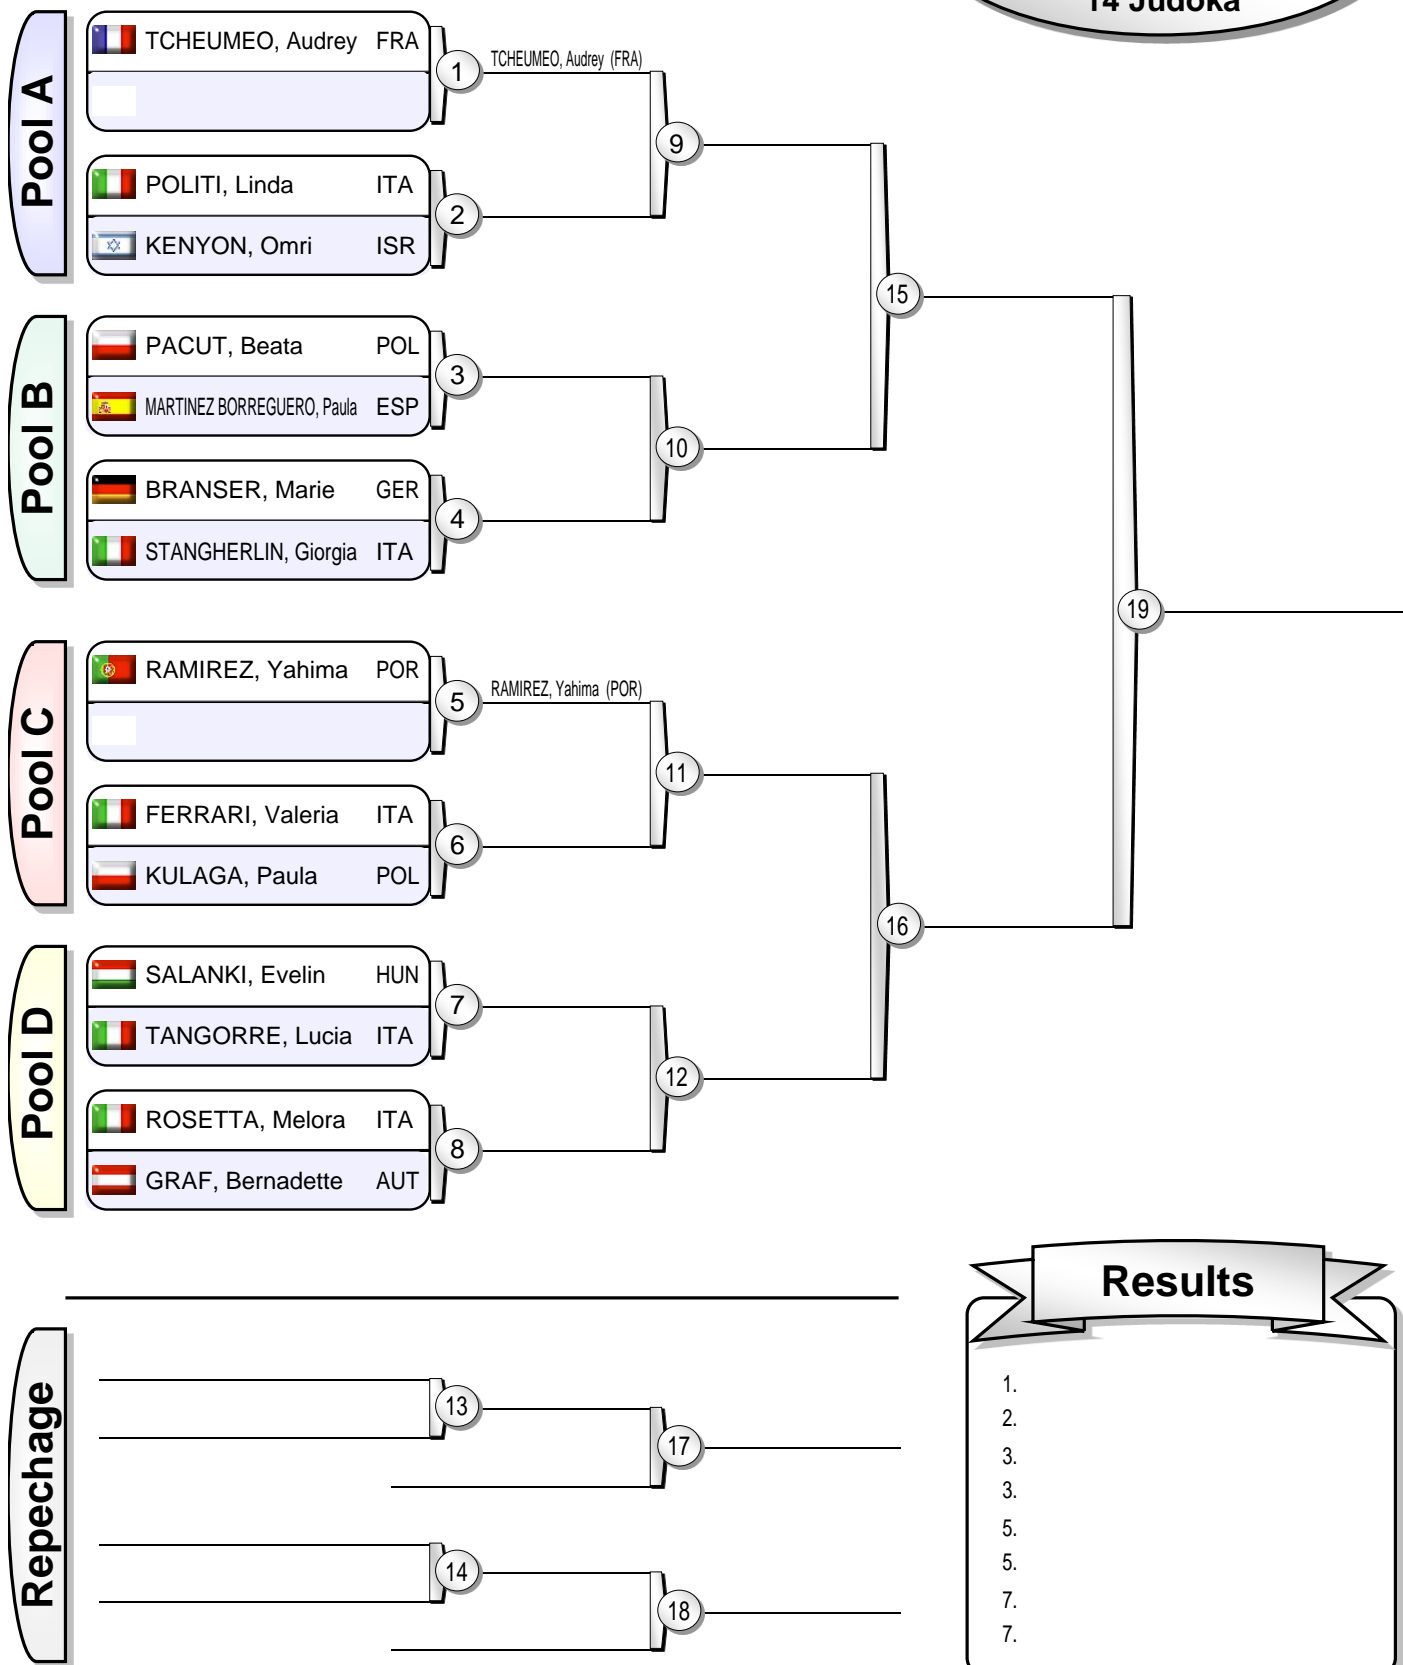 14 Judoka
Pool A
TCHEUMEO, Audrey FRA
1
TCHEUMEO, Audrey (FRA)
9
POLITI, Linda ITA
2
KENYON, Omri ISR
15
Pool B
PACUT, Beata POL
3
MARTINEZ BORREGUERO, Paula ESP
10
BRANSER, Marie GER
4
STANGHERLIN, Giorgia ITA
19
Pool C
RAMIREZ, Yahima POR
5
RAMIREZ, Yahima (POR)
11
FERRARI, Valeria ITA
6
KULAGA, Paula POL
16
Pool D
SALANKI, Evelin HUN
7
TANGORRE, Lucia ITA
12
ROSETTA, Melora ITA
8
GRAF, Bernadette AUT
Repechage
13
17
14
18
Results
1.
2.
3.
3.
5.
5.
7.
7.